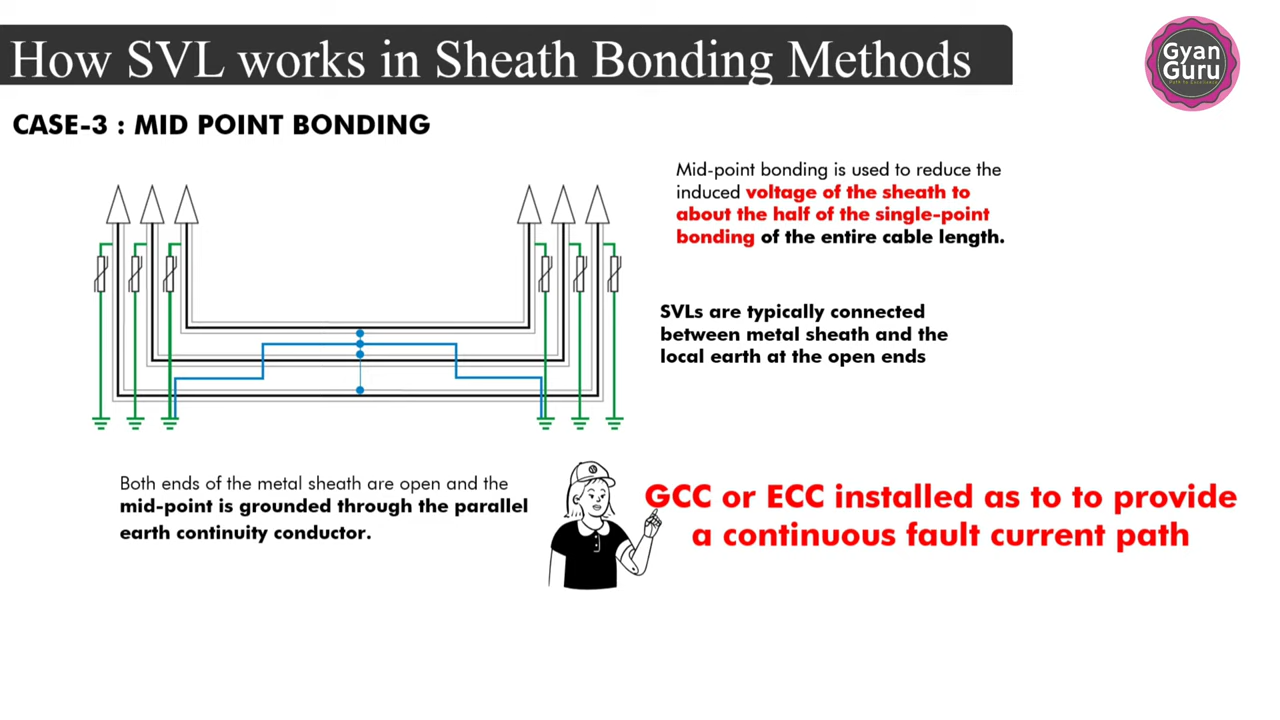 How SVL works in Sheath Bonding Methods
Gyan
Guru
CASE-3 : MID POINT BONDING
Mid-point bonding is used to reduce the
induced voltage of the sheath to
about the half of the single-point
bonding of the entire cable length.
SVLs are typically connected
between metal sheath and the
local earth at the open ends
Both ends of the metal sheath are open and the
mid-point is grounded through the parallel
earth continuity conductor.
GCC or ECC installed as to to provide
a continuous fault current path